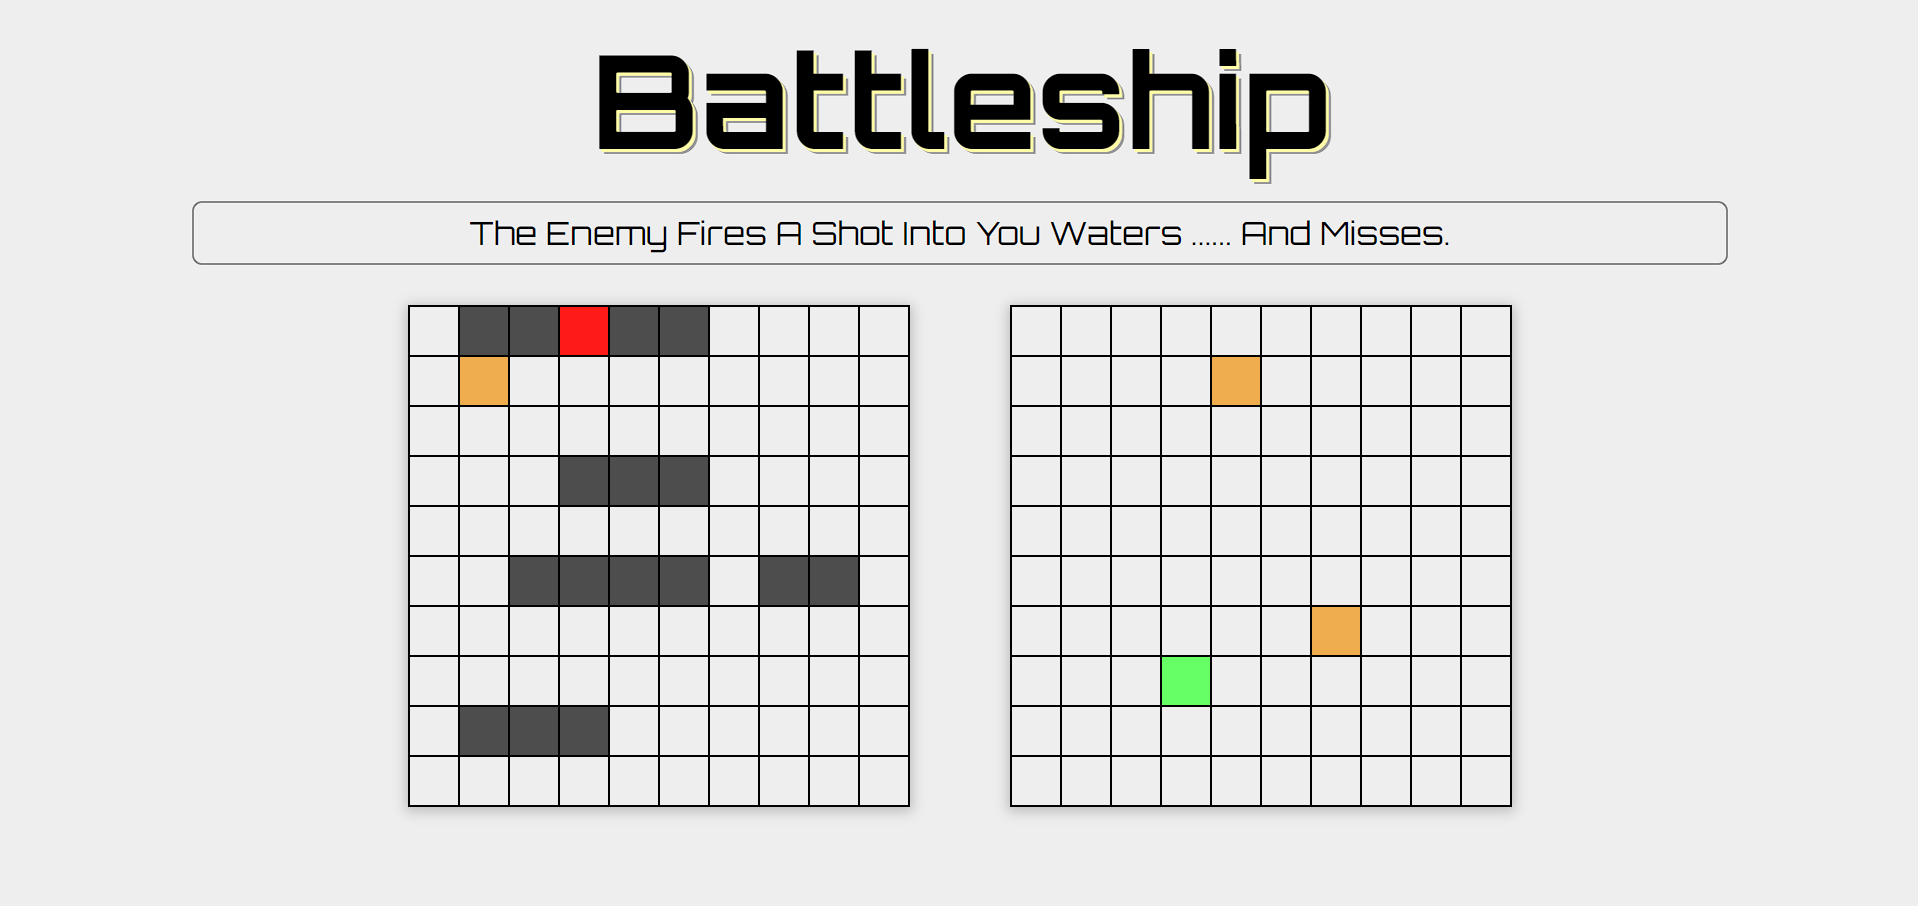 Battleship
The Enemy Fires A Shot Into You Waters ...... And Misses.